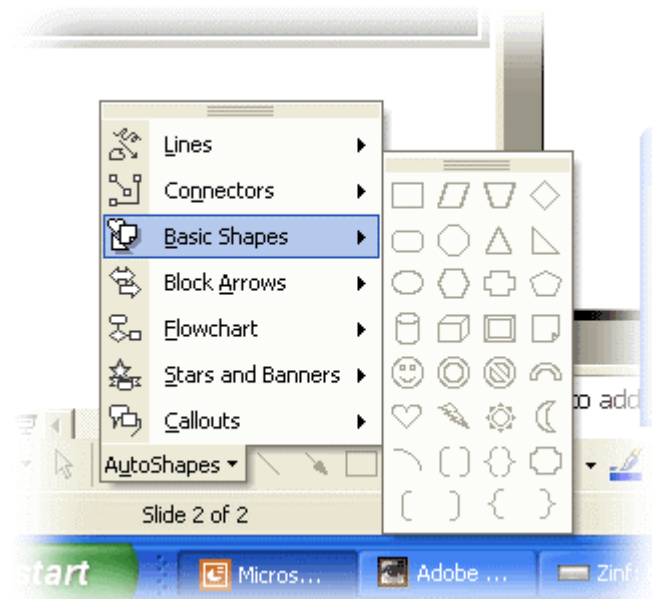 Lines
Connectors
Basic Shapes
Block Arrows
Flowchart
Stars and Banners
Callouts
to add
AutoShapes
Slide 2 of 2
start
Micros...
Adobe ...
Zinf: